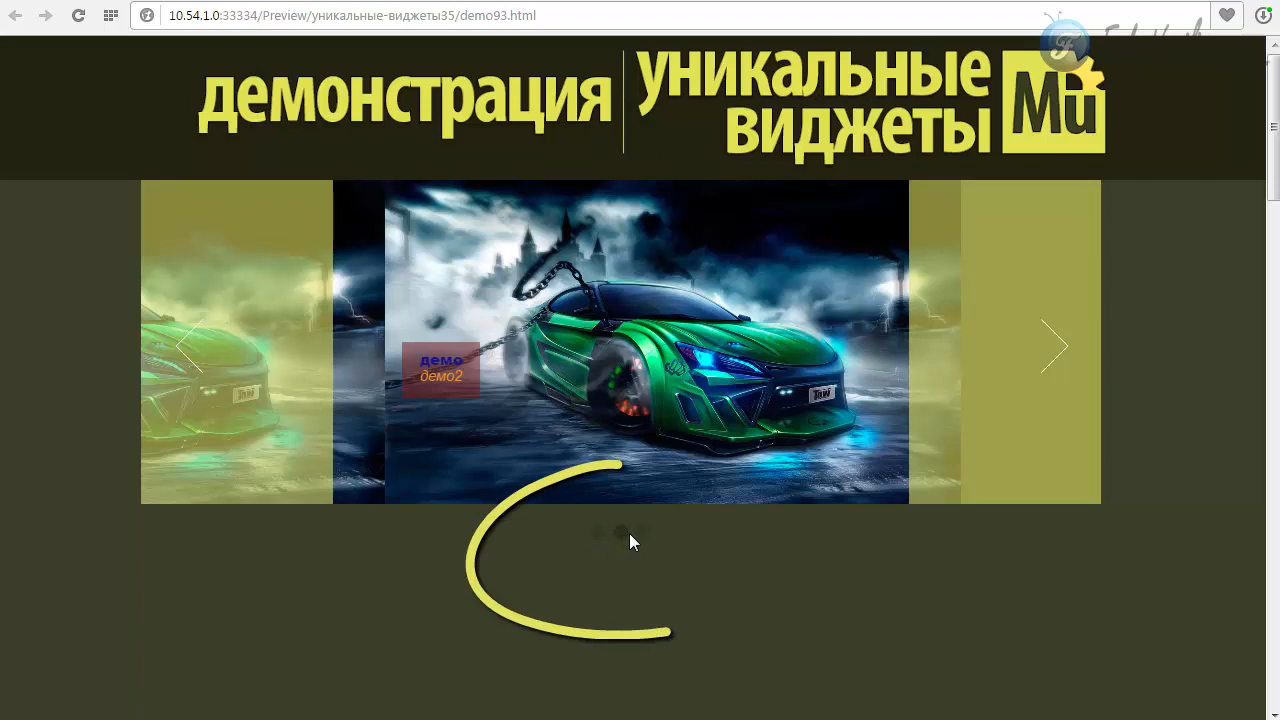 10.54.1.0:33334/Preview/уникальные-виджеты35/demo93.html
демонстрация
уникальные
виджеты
Mu
демо
демо2